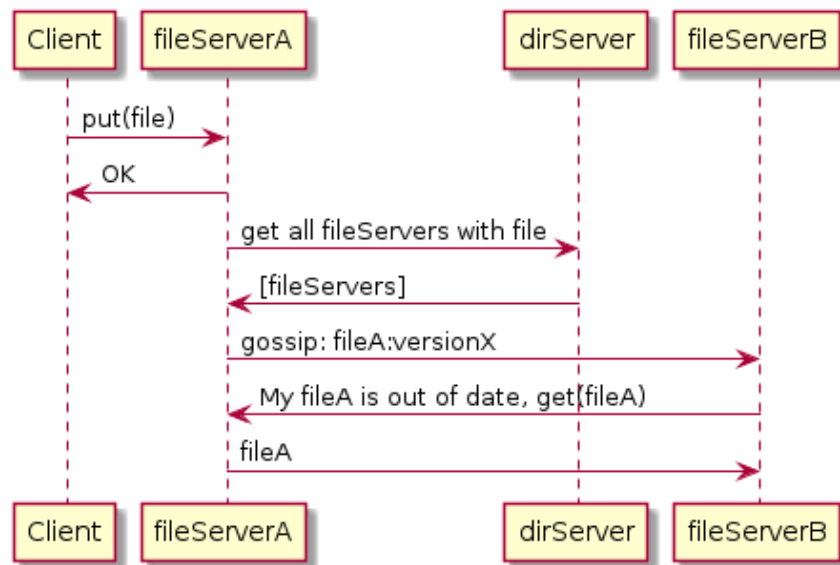 Client fileServerA dirServer fileServerB
put(file)
OK
get all fileServers with file
[fileServers]
gossip: fileA:versionX
My fileA is out of date, get(fileA)
fileA
Client fileServerA dirServer fileServerB